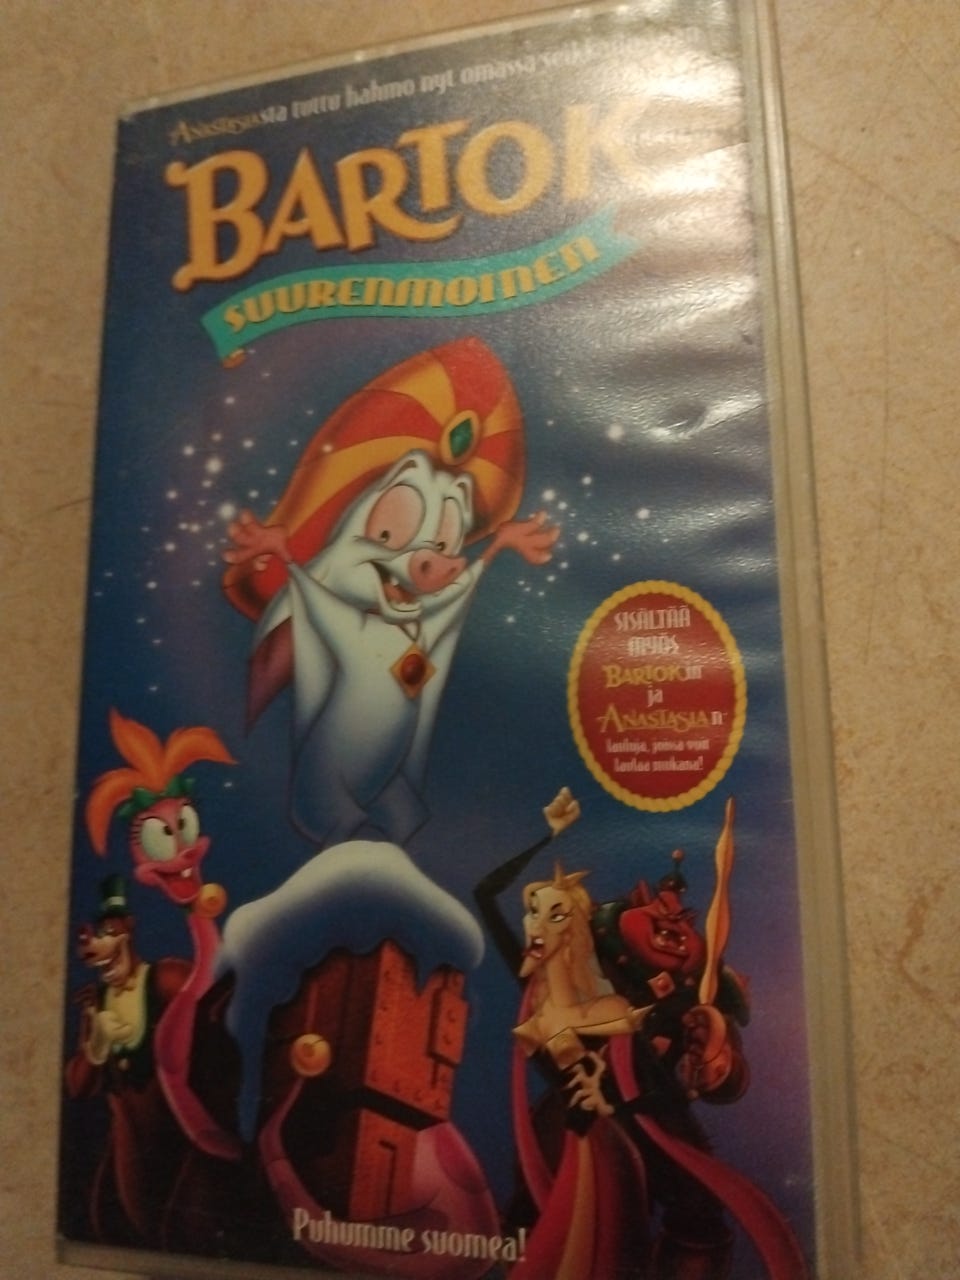 ANASTASIAsta tuttu hahmo nyt omassa
BARTOK
SUURENMOINEN
SISÄLTÄÄ
MYÖS
BARTOKin
ja
ANASTASIAn
lauluja, joissa voit
laulaa mukana!
Puhumme suomea!